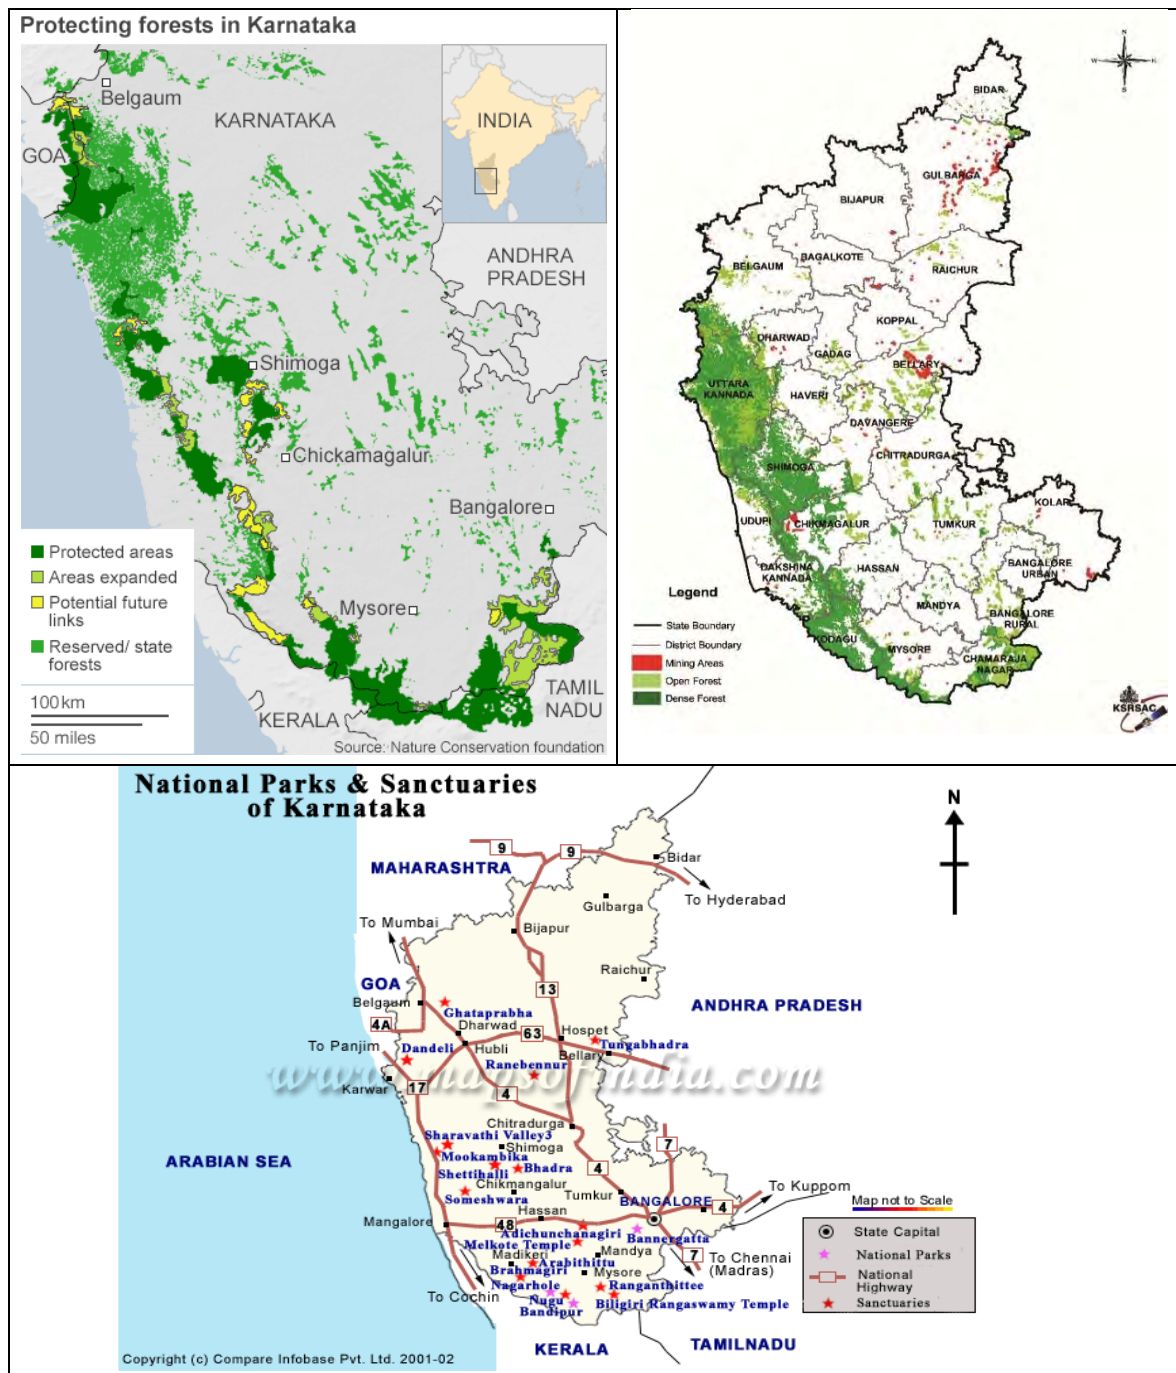 Protecting forests in Karnataka
Belgaum
KARNATAKA
INDIA
GOA
ANDHRA
PRADESH
Shimoga
Chickamagalur
Bangalore
Protected areas
Areas expanded
Potential future
links
Reserved/ state
forests
Mysore
100km
50 miles
KERALA
TAMIL
NADU
Source: Nature Conservation foundation
N
W
E
S
BIDAR
GULBARGA
BIJAPUR
BELGAUM
BAGALKOTE
RAICHUR
KOPPAL
DHARWAD
GADAG
BELLARY
UTTARA
KANNADA
HAVERI
DAVANGERE
CHITRADURGA
SHIMOGA
KOLAR
UDUPI
CHIKMAGALUR
TUMKUR
DAKSHINA
KANNADA
HASSAN
BANGALORE
URBAN
MANDYA
BANGALORE
RURAL
KODAGU
MYSORE
CHAMARAJA
NAGAR
Legend
State Boundary
District Boundary
Mining Areas
Open Forest
Dense Forest
KSRSAC
National Parks & Sanctuaries
of Karnataka
N
9
9
MAHARASHTRA
Bidar
To Hyderabad
Gulbarga
To Mumbai
Bijapur
Raichur
GOA
13
Belgaum
ANDHRA PRADESH
Ghataprabha
4A
Dharwad
63
Hospet
To Panjim
Dandeli
Hubli
Tungabhadra
Bellary
Ranebennur
www.mapsofindia.com
Karwar
17
4
Chitradurga
Sharavathi Valley3
Shimoga
7
Mookambika
ARABIAN SEA
Shettihalli
Bhadra
4
To Kuppom
Chikmangalur
Someshwara
Tumkur
BANGALORE
4
Map not to Scale
Hassan
Mangalore
48
State Capital
Adichunchanagiri
Bannergatta
Melkote Temple
National Parks
Mandya
7
To Chennai
(Madras)
Madikeri
Arabithittu
National
Highway
Brahmagiri
Mysore
Nagarhole
Ranganthittee
To Cochin
Nugu
Biligiri Rangaswamy Temple
Sanctuaries
Bandipur
KERALA
TAMILNADU
Copyright (c) Compare Infobase Pvt. Ltd. 2001-02